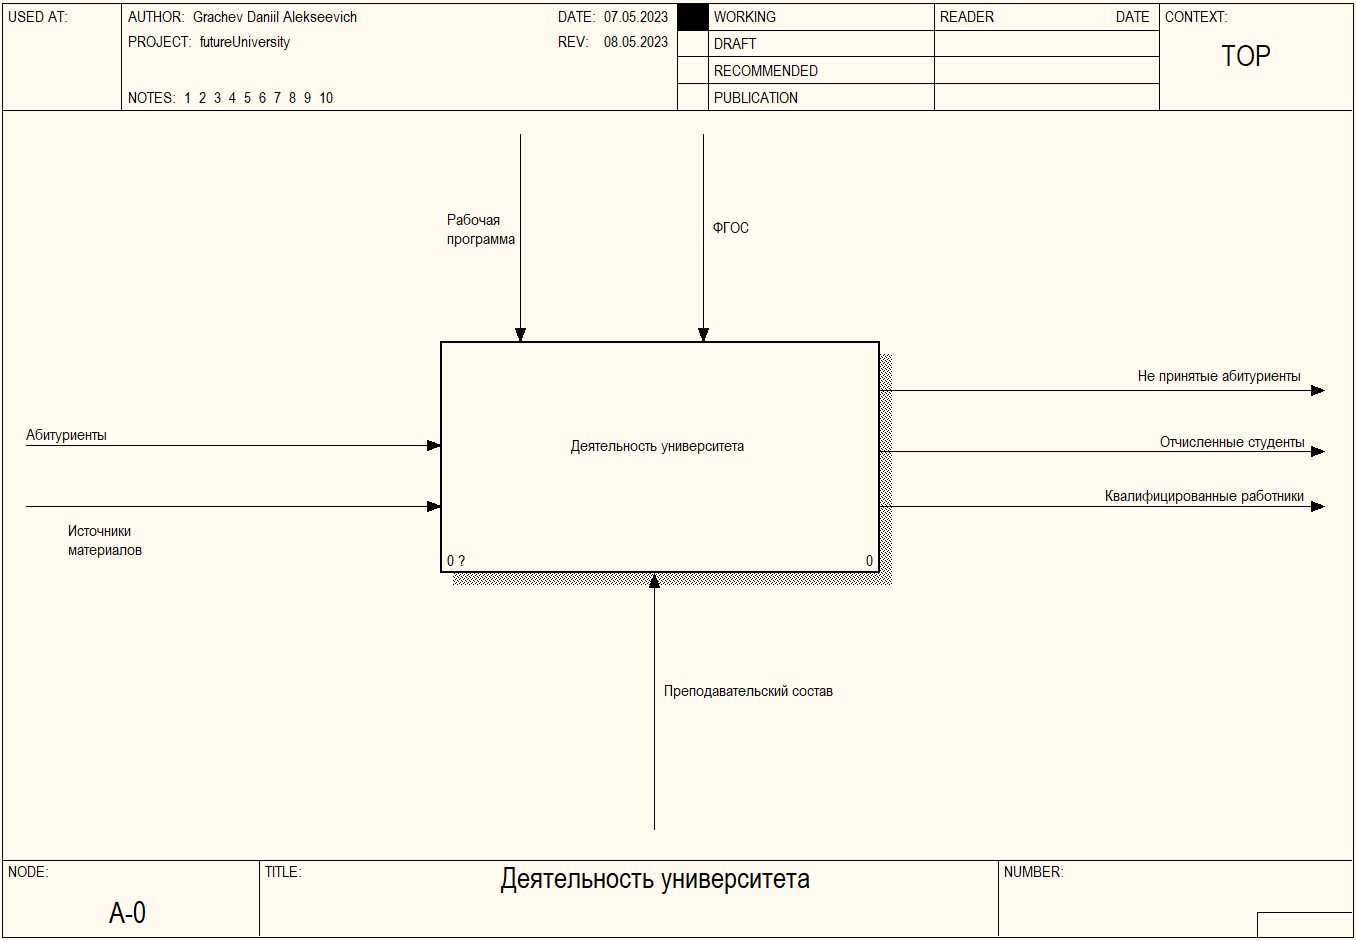 USED AT:
AUTHOR: Grachev Daniil Alekseevich
DATE: 07.05.2023
PROJECT: futureUniversity
REV: 08.05.2023
NOTES: 1 2 3 4 5 6 7 8 9 10
WORKING
DRAFT
RECOMMENDED
PUBLICATION
READER
DATE
CONTEXT:
TOP
Рабочая
программа
ФГОС
Не принятые абитуриенты
Абитуриенты
Деятельность университета
Отчисленные студенты
Квалифицированные работники
Источники
материалов
0 ?
0
Преподавательский состав
NODE:
A-0
TITLE:
Деятельность университета
NUMBER: